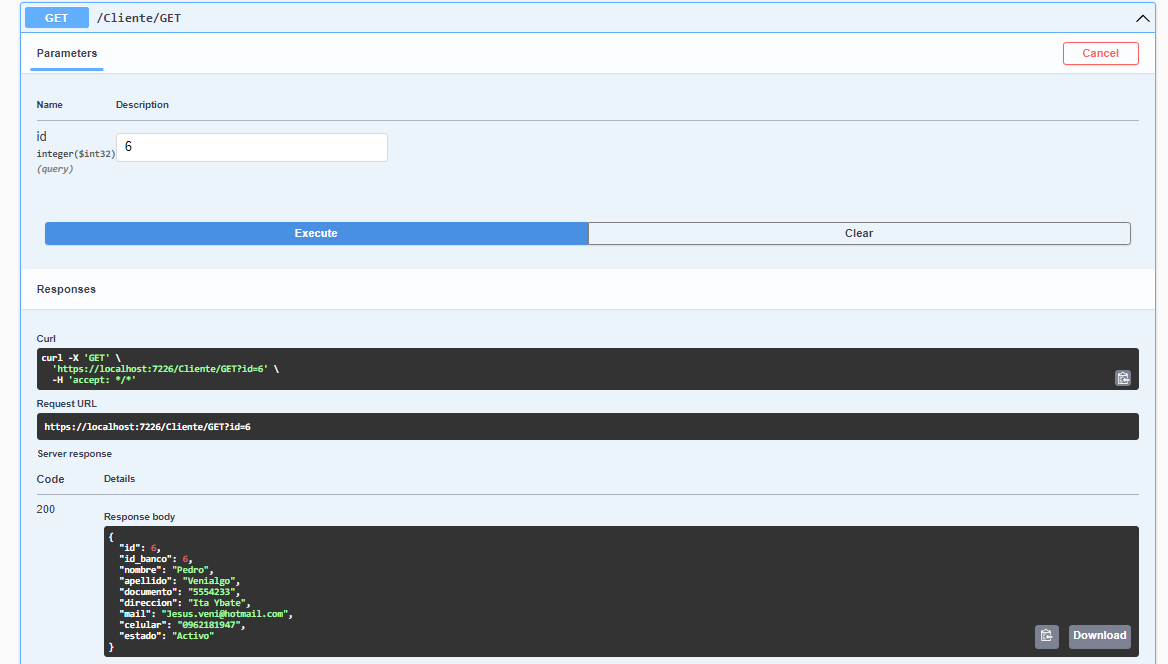 GET /Cliente/GET
Parameters
Cancel
Name Description
id
integer($int32)
(query)
6
Execute
Clear
Responses
Curl
curl -X 'GET' \
  'https://localhost:7226/Cliente/GET?id=6' \
  -H 'accept: */*'
Request URL
https://localhost:7226/Cliente/GET?id=6
Server response
Code Details
200
Response body
{
  "id": 6,
  "id_banco": 6,
  "nombre": "Pedro",
  "apellido": "Venialgo",
  "documento": "5554233",
  "direccion": "Ita Ybate",
  "mail": "Jesus.veni@hotmail.com",
  "celular": "0962181947",
  "estado": "Activo"
}
Download